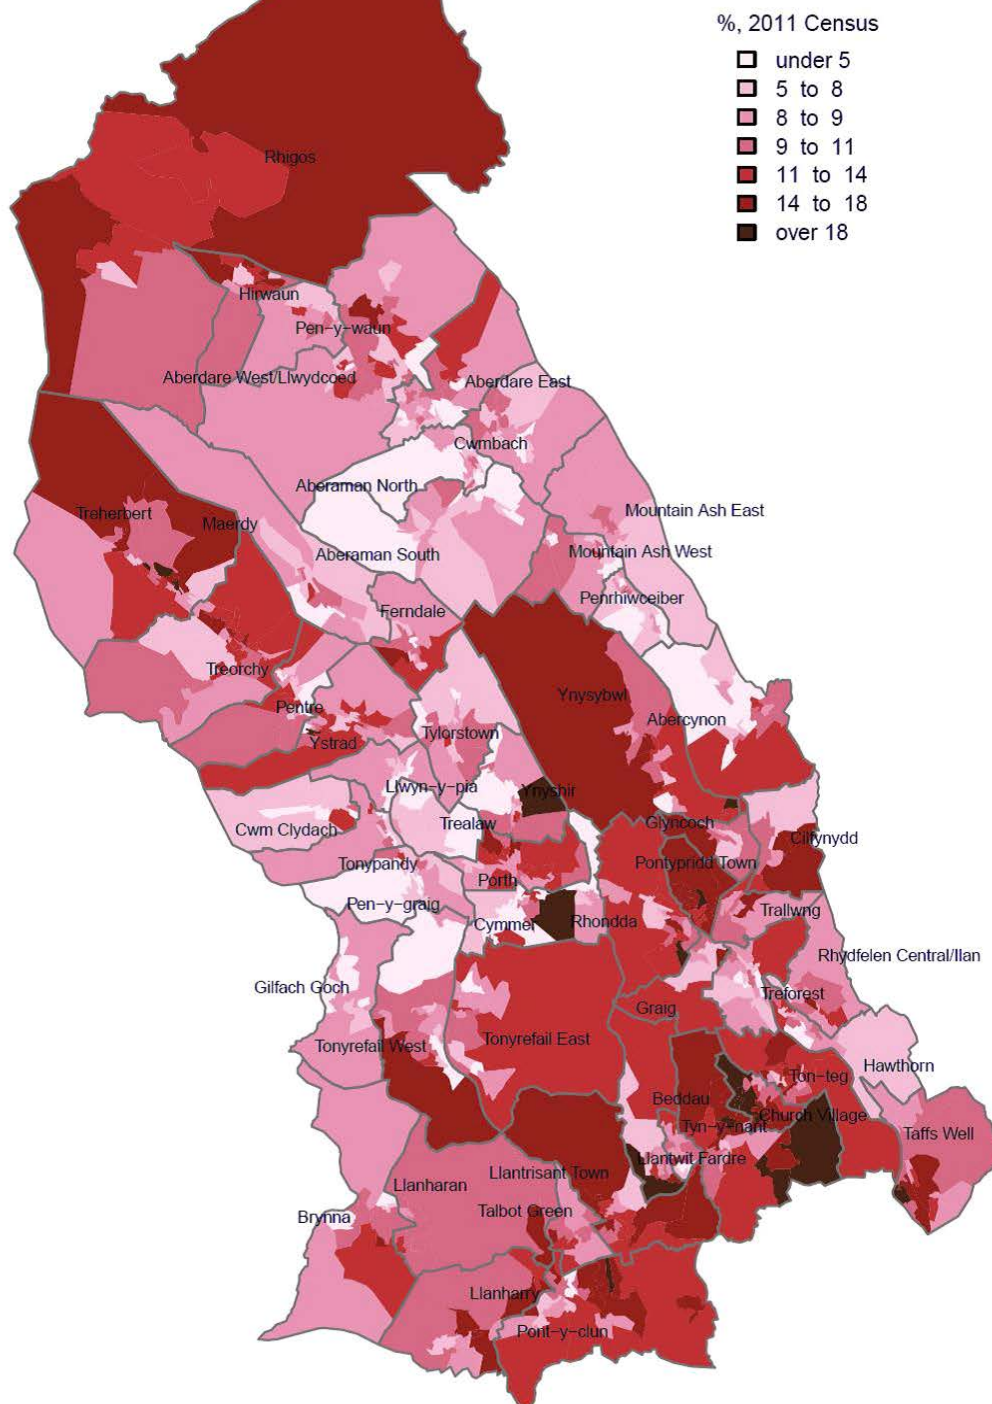 %, 2011 Census
under 5
5 to 8
8 to 9
9 to 11
11 to 14
14 to 18
over 18
Rhigos
Hirwaun
Pen-y-waun
Aberdare West/Llwydcoed
Aberdare East
Cwmbach
Aberaman North
Mountain Ash East
Treherbert
Maerdy
Aberaman South
Mountain Ash West
Penrhiwceiber
Ferndale
Treorchy
Ynysybwl
Pentre
Abercynon
Ystrad
Tylorstown
Llwyn-y-pia
Ynyshir
Cwm Clydach
Trealaw
Glyncoch
Cilfynydd
Tonypandy
Pontypridd Town
Porth
Pen-y-graig
Trallwng
Cymmer
Rhondda
Rhydfelen Central/Ilan
Gilfach Goch
Treforest
Graig
Tonyrefail West
Tonyrefail East
Hawthorn
Ton-teg
Beddau
Church Village
Tyn-y-nant
Taffs Well
Llantwit Fardre
Llantrisant Town
Llanharan
Talbot Green
Brynna
Llanharry
Pont-y-clun